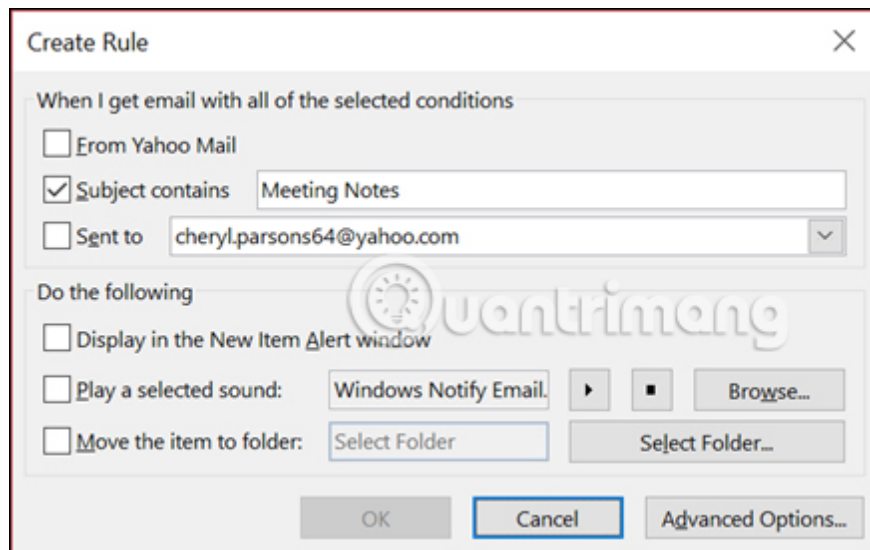 Create Rule
When I get email with all of the selected conditions
From Yahoo Mail
Subject contains Meeting Notes
Sent to cheryl.parsons64@yahoo.com
Do the following
Quantrimang
Display in the New Item Alert window
Play a selected sound: Windows Notify Email. Browse...
Move the item to folder: Select Folder Select Folder...
OK Cancel Advanced Options...